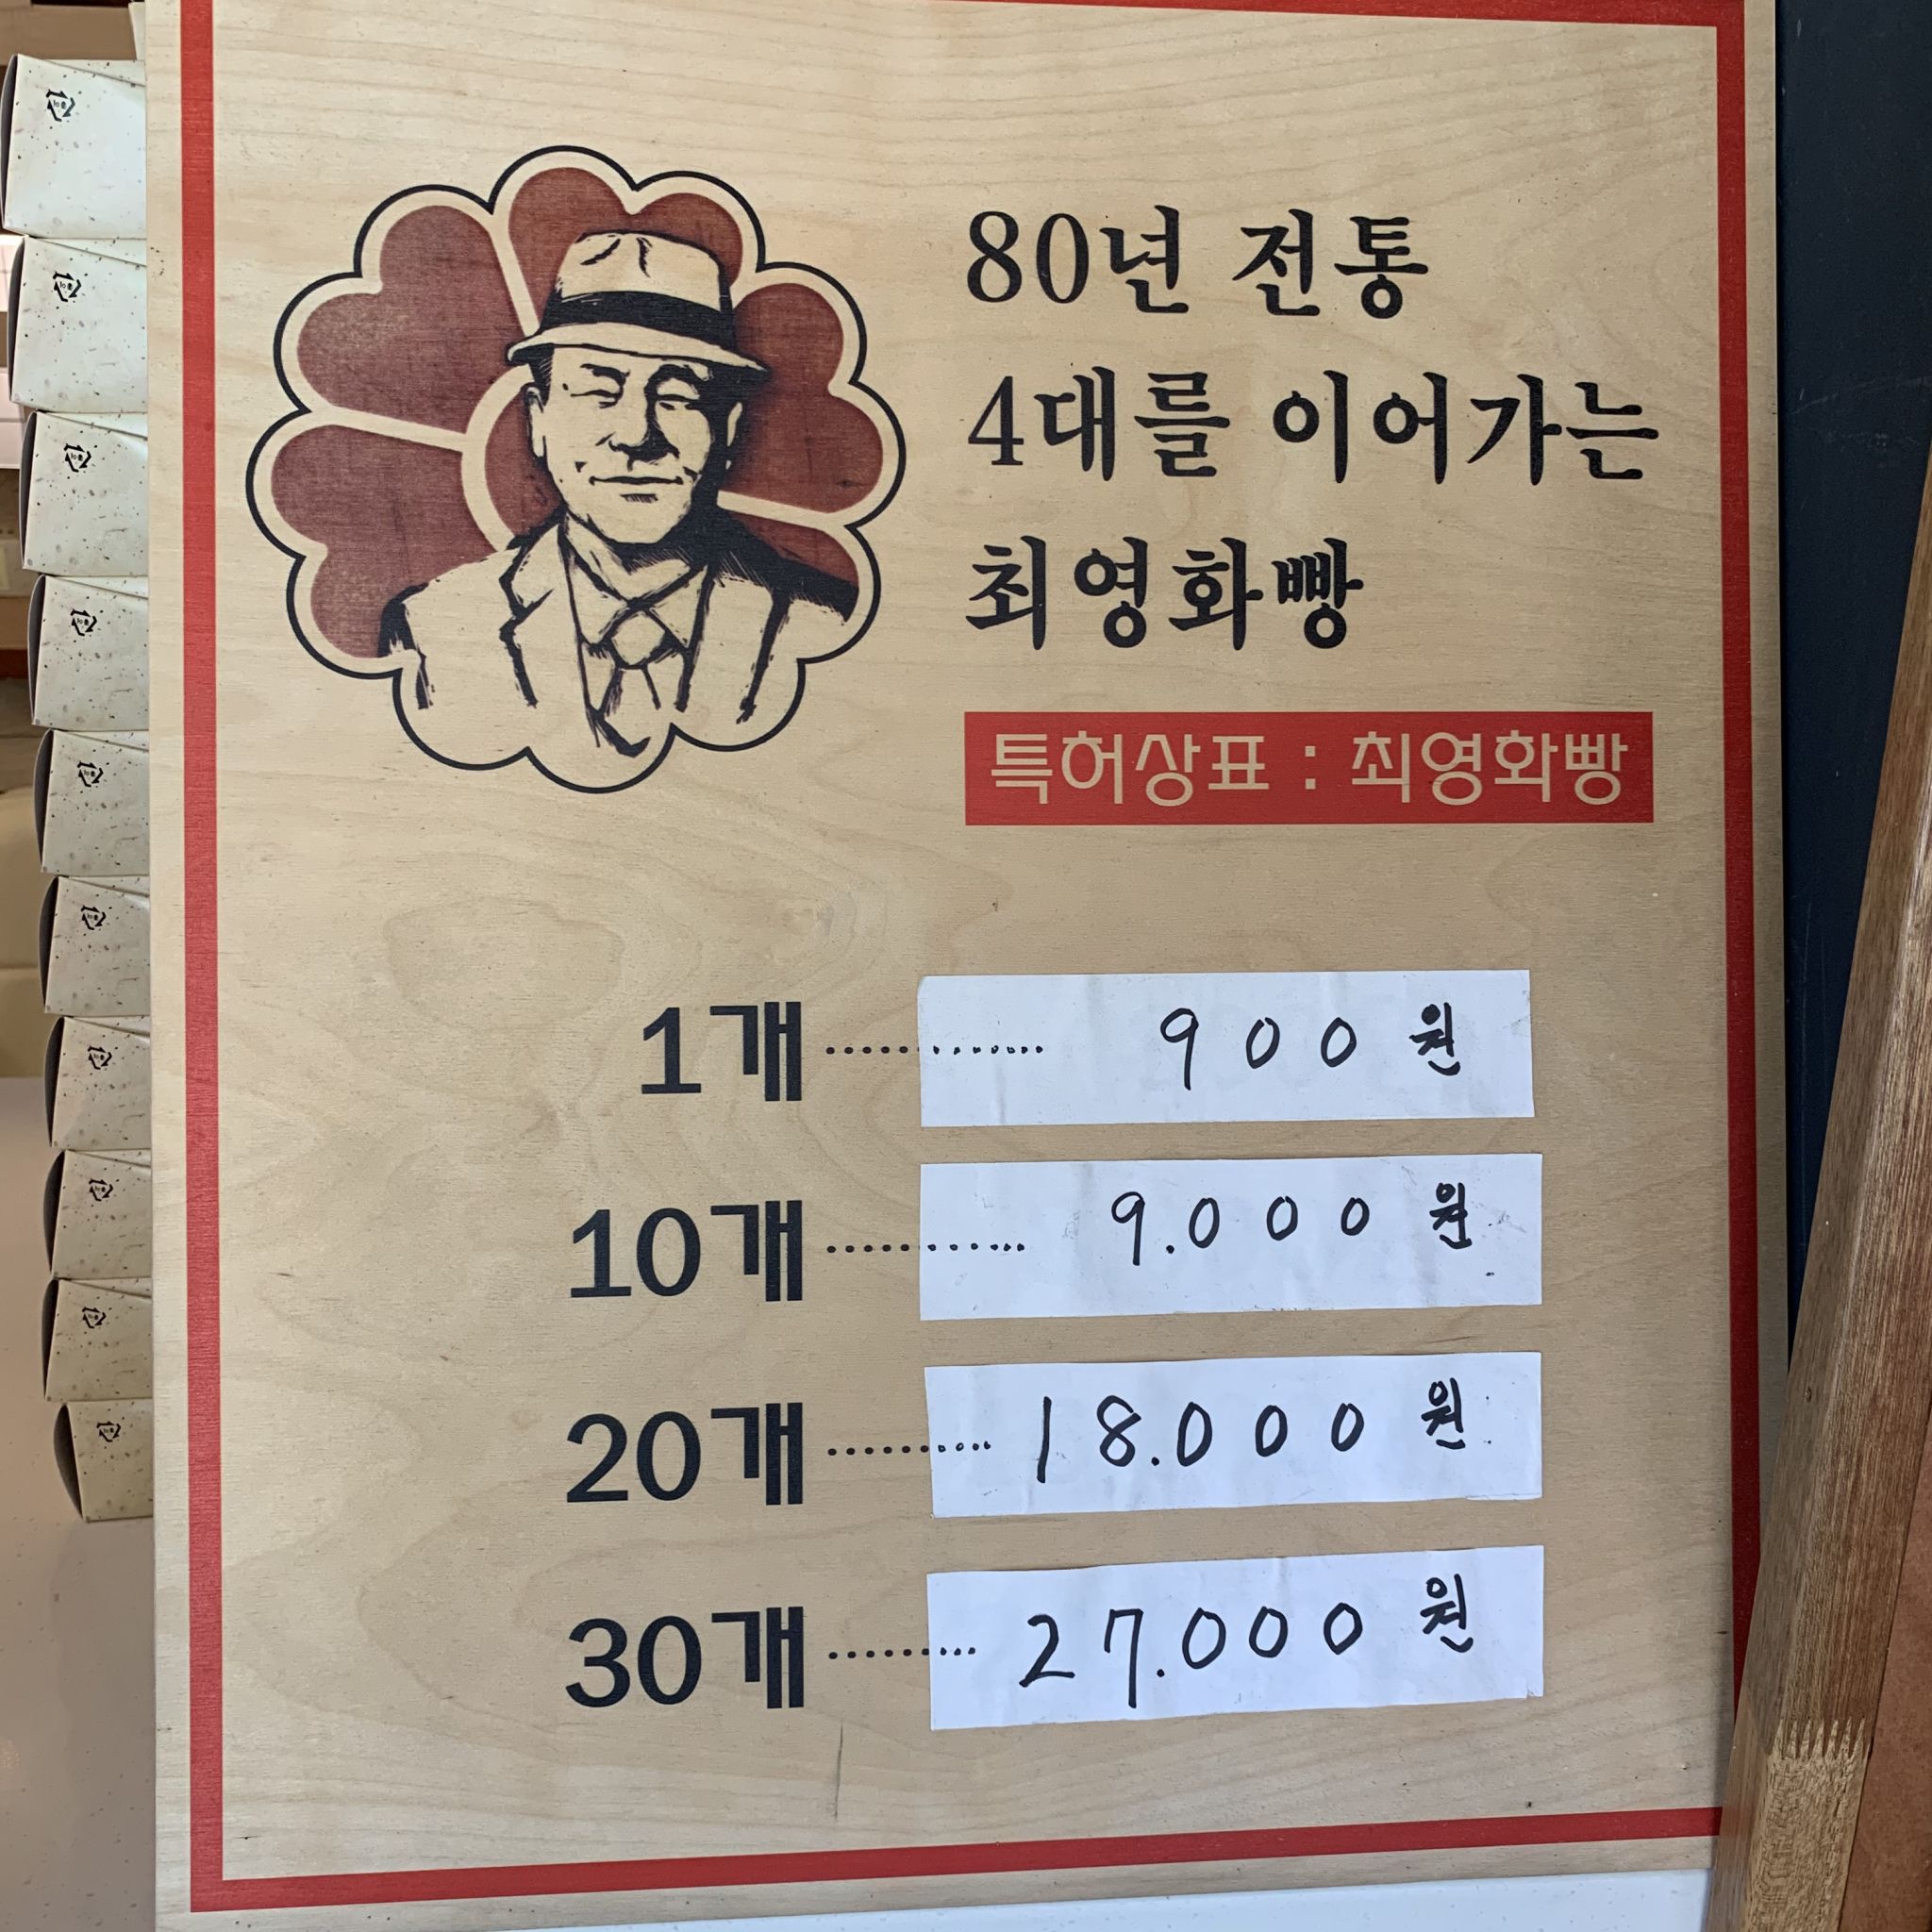 80년 전통
4대를 이어가는
최영화빵
특허상표 : 최영화빵
1개 ·············· 900원
10개 ·············· 9.000원
20개 ············ 18.000원
30개 ··········· 27.000원